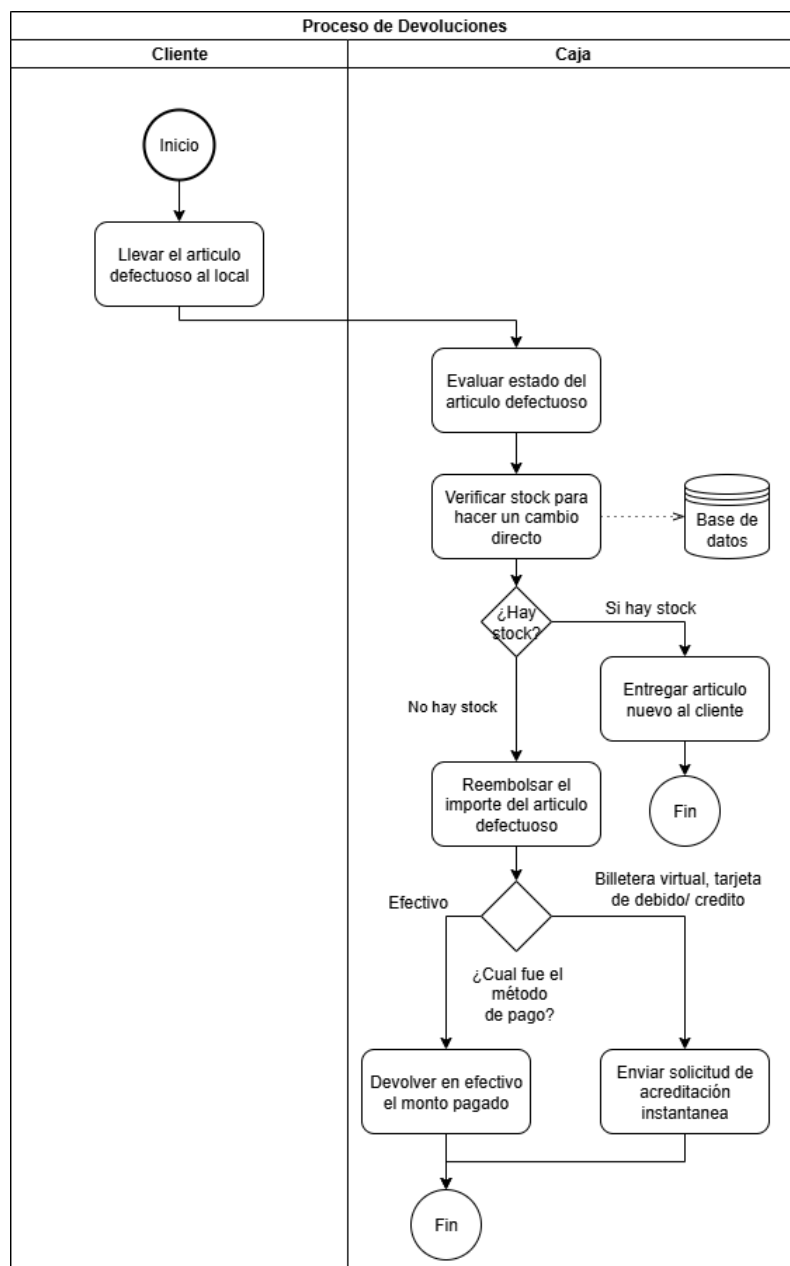 Proceso de Devoluciones
Cliente
Caja
Inicio
Llevar el articulo
defectuoso al local
Evaluar estado del
articulo defectuoso
Verificar stock para
hacer un cambio
directo
Base de
datos
¿Hay
stock?
Si hay stock
Entregar articulo
nuevo al cliente
No hay stock
Fin
Reembolsar el
importe del articulo
defectuoso
Billetera virtual, tarjeta
de debido/ credito
Efectivo
¿Cual fue el
método
de pago?
Devolver en efectivo
el monto pagado
Enviar solicitud de
acreditación
instantanea
Fin